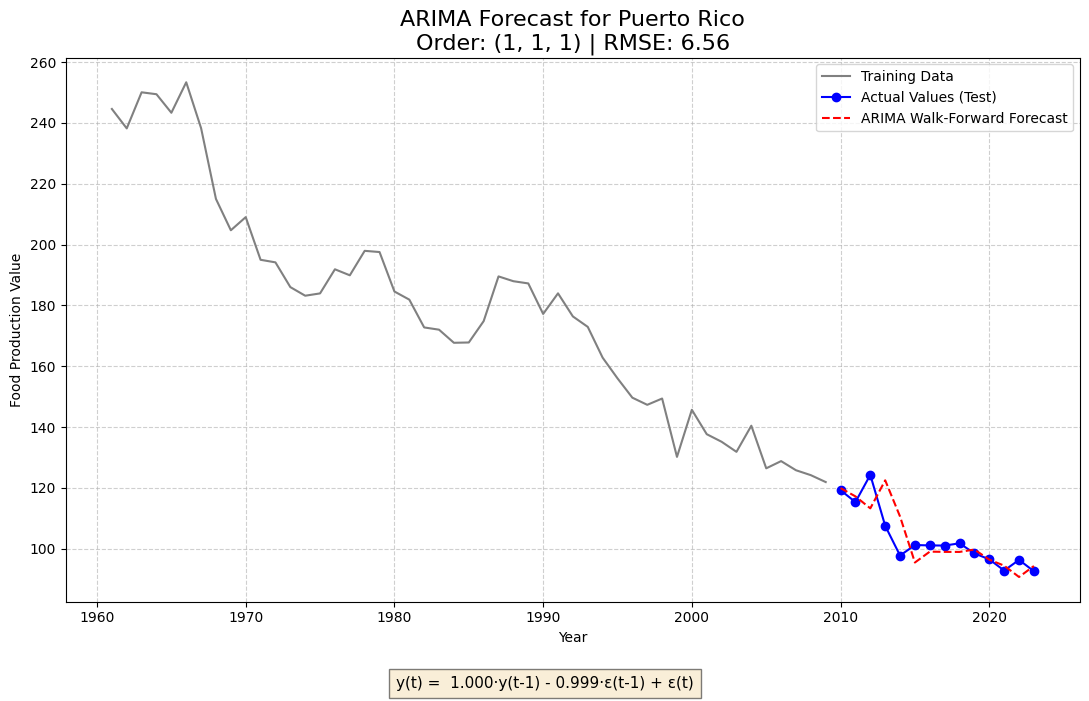 ARIMA Forecast for Puerto Rico
Order: (1, 1, 1) | RMSE: 6.56
Training Data
Actual Values (Test)
ARIMA Walk-Forward Forecast
Food Production Value
260
240
220
200
180
160
140
120
100
1960
1970
1980
1990
2000
2010
2020
Year
y(t) =  1.000·y(t-1) - 0.999·ε(t-1) + ε(t)